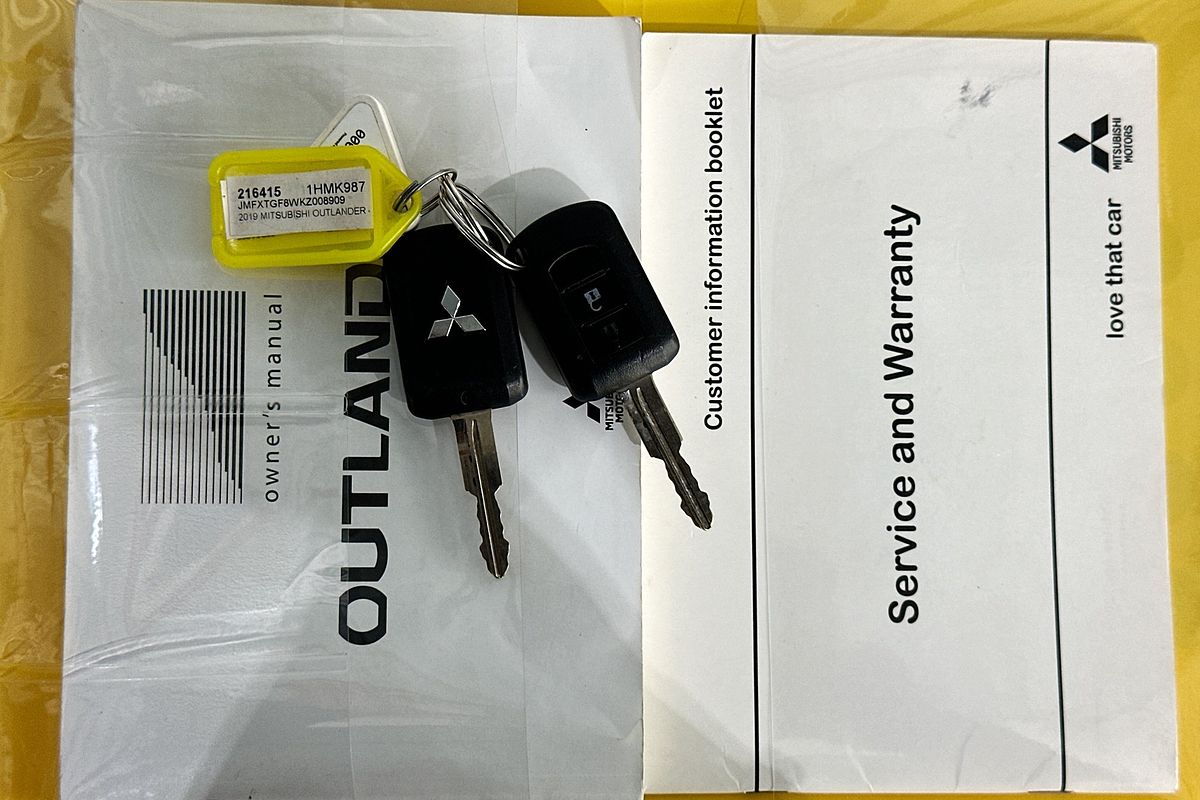 000
216415 1HMK987
JMFXTGF8WKZ008909
2019 MITSUBISHI OUTLANDER
owner's manual
OUTLAND
Customer information booklet
Service and Warranty
MITSUBISHI
MOTORS
love that car